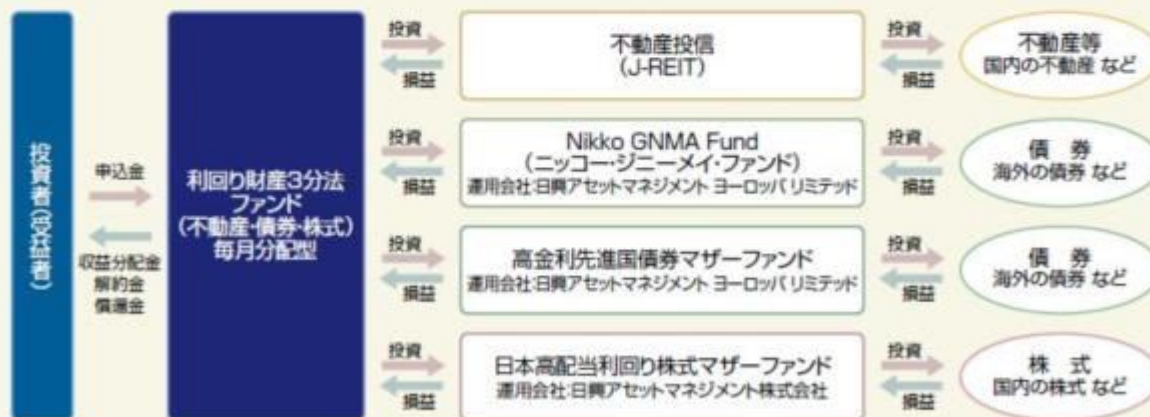 投資者(受益者)
申込金
収益分配金
解約金
償還金
利回り財産3分法
ファンド
(不動産・債券・株式)
毎月分配型
投資
損益
不動産投信
(J-REIT)
投資
損益
不動産等
国内の不動産 など
投資
損益
Nikko GNMA Fund
(ニッコー・ジニーメイ・ファンド)
運用会社:日興アセットマネジメント ヨーロッパ リミテッド
投資
損益
債 券
海外の債券 など
投資
損益
高金利先進国債券マザーファンド
運用会社:日興アセットマネジメント ヨーロッパ リミテッド
投資
損益
債 券
海外の債券 など
投資
損益
日本高配当利回り株式マザーファンド
運用会社:日興アセットマネジメント株式会社
投資
損益
株 式
国内の株式 など